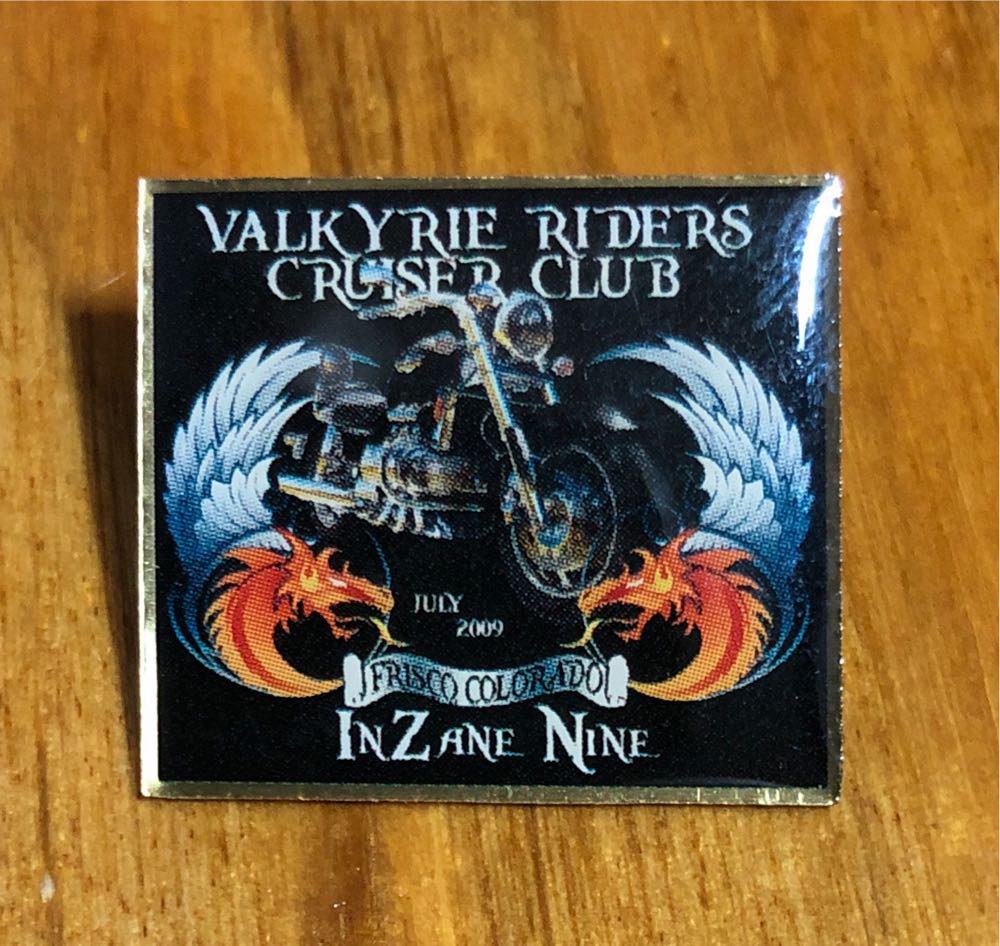 VALKYRIE RIDERS
CRUISER CLUB
JULY
2009
FRISCO, COLORADO
INZANE NINE